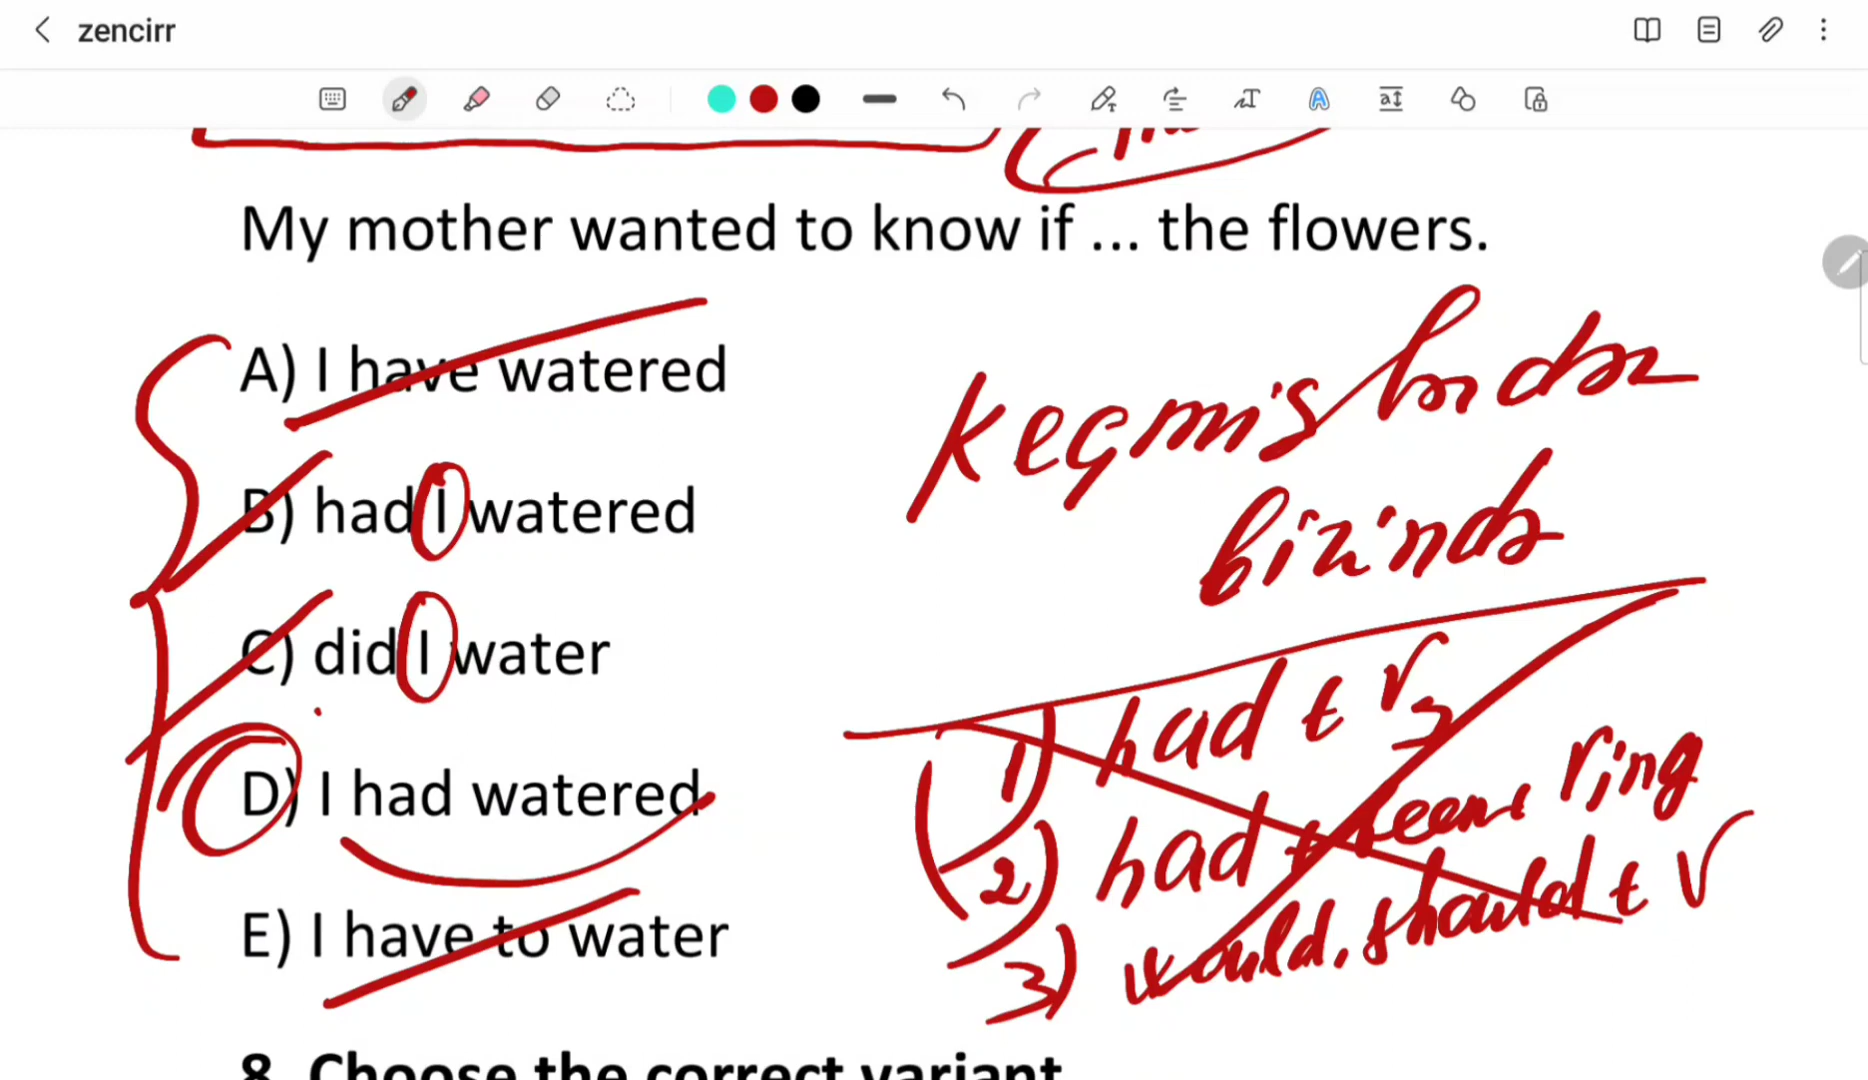 zencirr
My mother wanted to know if ... the flowers.
A) I have watered
B) had I watered
C) did I water
D) I had watered
E) I have to water
keçmiş
bizində
1) had t V3
2) had been ring
3) would, should t V
8. Choose the correct variant